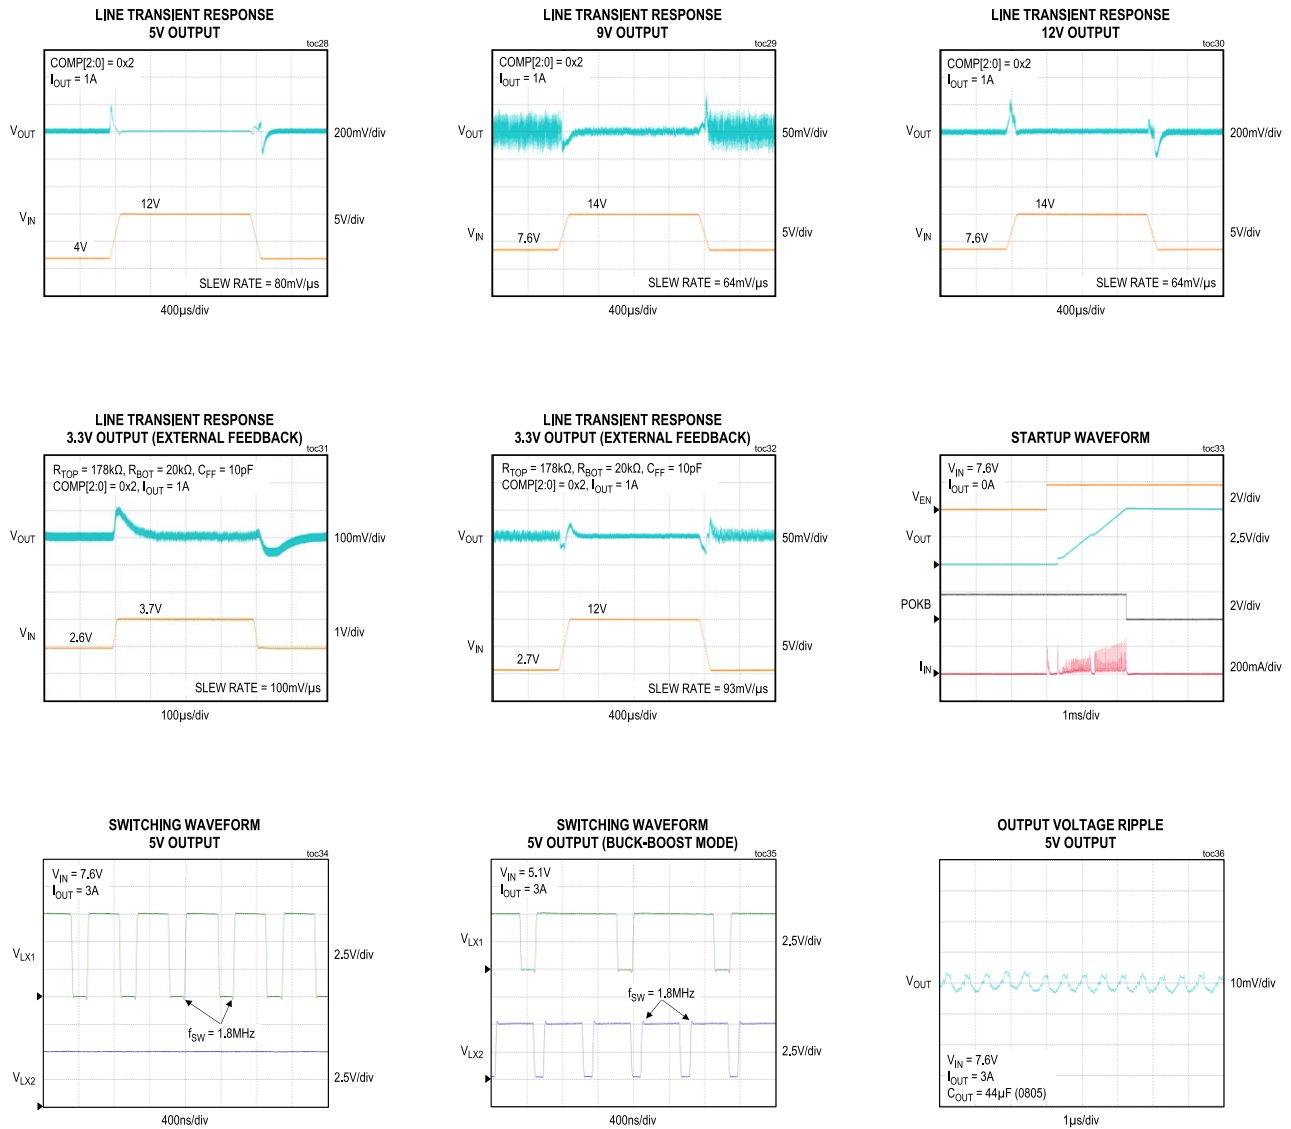 LINE TRANSIENT RESPONSE
5V OUTPUT
toc28
COMP[2:0] = 0x2
IOUT = 1A
VOUT
200mV/div
12V
VIN
5V/div
4V
SLEW RATE = 80mV/µs
400µs/div
LINE TRANSIENT RESPONSE
9V OUTPUT
toc29
COMP[2:0] = 0x2
IOUT = 1A
VOUT
50mV/div
14V
VIN
7.6V
5V/div
SLEW RATE = 64mV/µs
400µs/div
LINE TRANSIENT RESPONSE
12V OUTPUT
toc30
COMP[2:0] = 0x2
IOUT = 1A
VOUT
200mV/div
14V
VIN
7.6V
5V/div
SLEW RATE = 64mV/µs
400µs/div
LINE TRANSIENT RESPONSE
3.3V OUTPUT (EXTERNAL FEEDBACK)
toc31
RTOP = 178kΩ, RBOT = 20kΩ, CFF = 10pF
COMP[2:0] = 0x2, IOUT = 1A
VOUT
100mV/div
3.7V
VIN
2.6V
1V/div
SLEW RATE = 100mV/µs
100µs/div
LINE TRANSIENT RESPONSE
3.3V OUTPUT (EXTERNAL FEEDBACK)
toc32
RTOP = 178kΩ, RBOT = 20kΩ, CFF = 10pF
COMP[2:0] = 0x2, IOUT = 1A
VOUT
50mV/div
12V
VIN
2.7V
5V/div
SLEW RATE = 93mV/µs
400µs/div
STARTUP WAVEFORM
toc33
VIN = 7.6V
IOUT = 0A
VEN
2V/div
VOUT
2.5V/div
POKB
2V/div
IIN
200mA/div
1ms/div
SWITCHING WAVEFORM
5V OUTPUT
toc34
VIN = 7.6V
IOUT = 3A
VLX1
2.5V/div
fSW = 1.8MHz
VLX2
2.5V/div
400ns/div
SWITCHING WAVEFORM
5V OUTPUT (BUCK-BOOST MODE)
toc35
VIN = 5.1V
IOUT = 3A
VLX1
2.5V/div
fSW = 1.8MHz
VLX2
2.5V/div
400ns/div
OUTPUT VOLTAGE RIPPLE
5V OUTPUT
toc36
VOUT
10mV/div
VIN = 7.6V
IOUT = 3A
COUT = 44µF (0805)
1µs/div